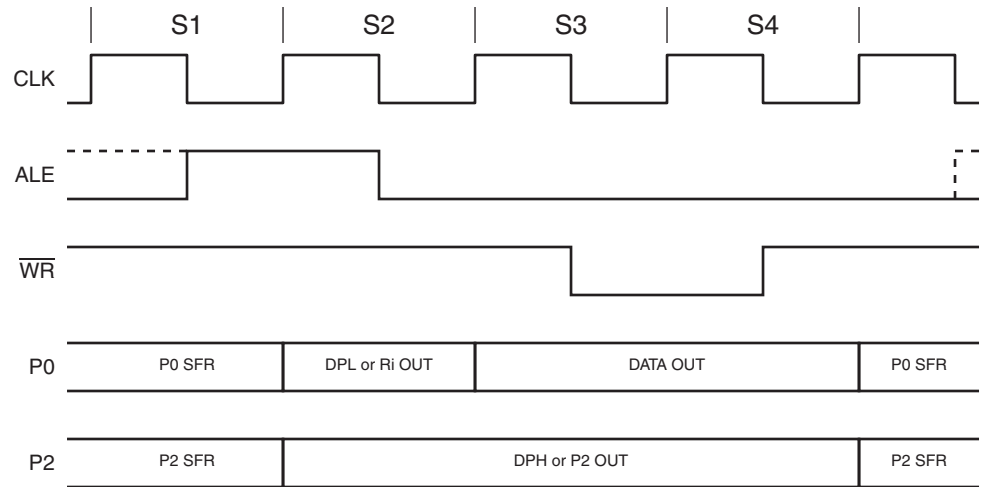 S1 S2 S3 S4
CLK
ALE
WR
P0 P0 SFR DPL or Ri OUT DATA OUT P0 SFR
P2 P2 SFR DPH or P2 OUT P2 SFR